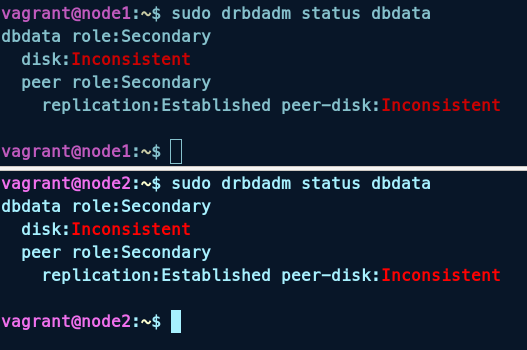 vagrant@node1:~$ sudo drbdadm status dbdata
dbdata role:Secondary
  disk:Inconsistent
  peer role:Secondary
    replication:Established peer-disk:Inconsistent

vagrant@node1:~$
vagrant@node2:~$ sudo drbdadm status dbdata
dbdata role:Secondary
  disk:Inconsistent
  peer role:Secondary
    replication:Established peer-disk:Inconsistent

vagrant@node2:~$